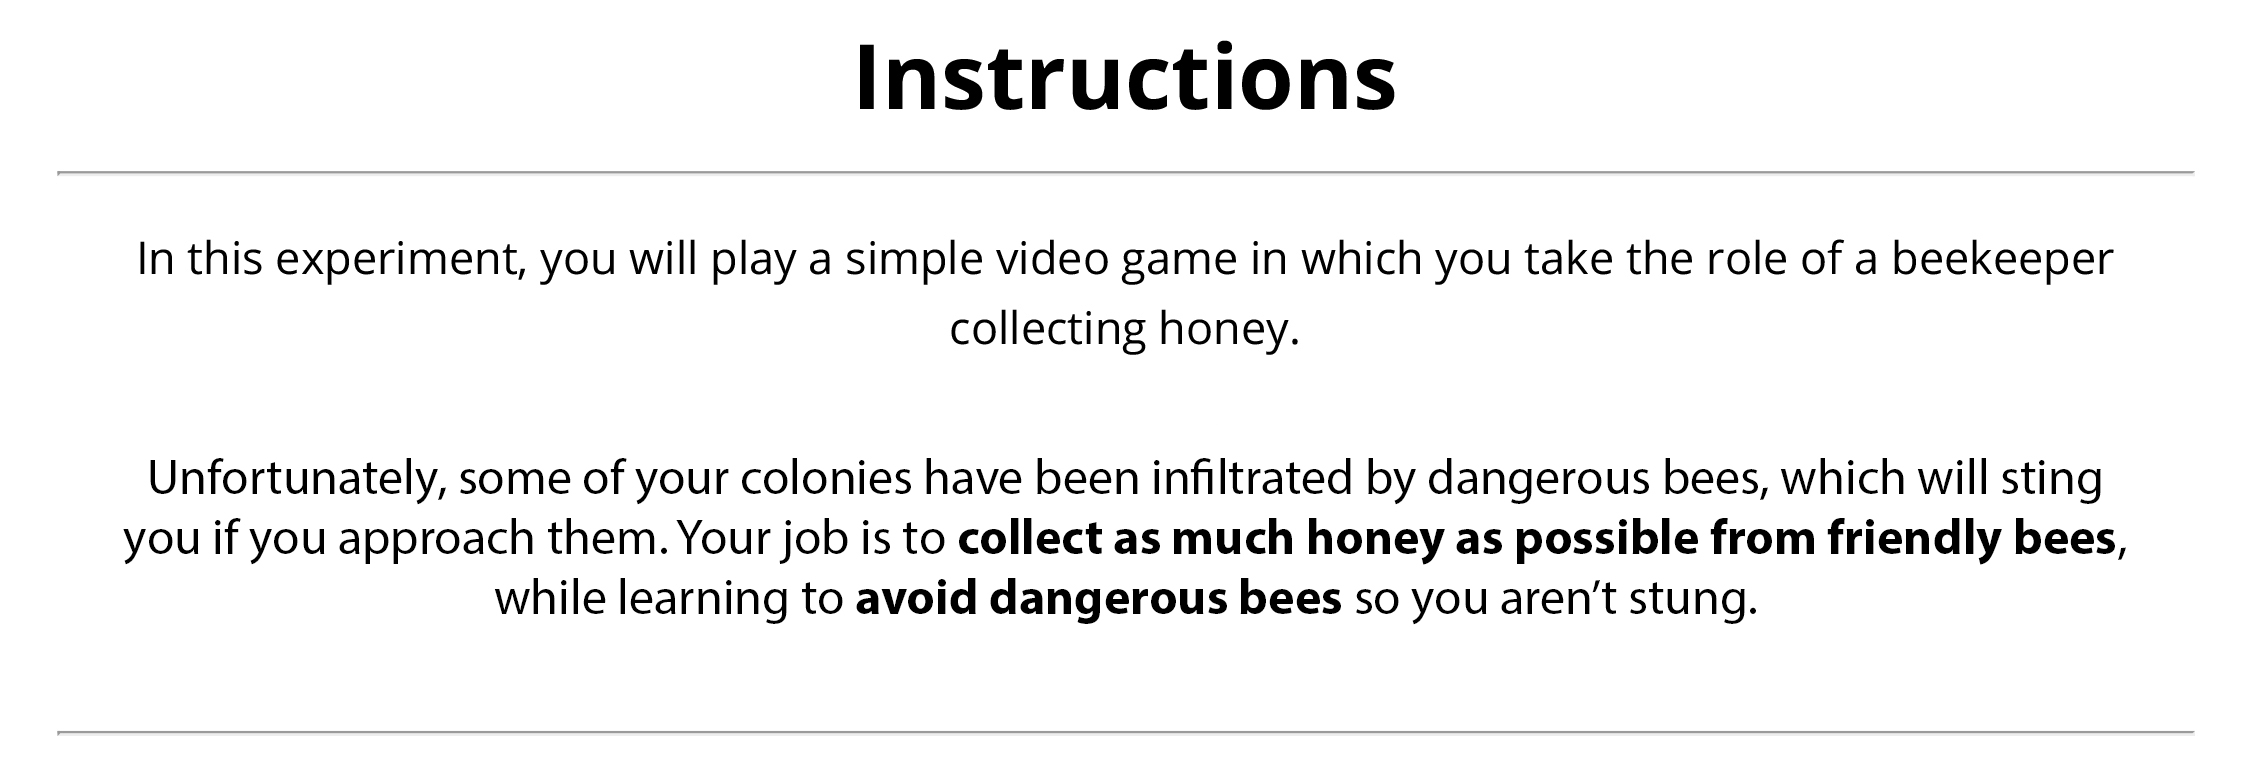 Instructions
In this experiment, you will play a simple video game in which you take the role of a beekeeper
collecting honey.
Unfortunately, some of your colonies have been infiltrated by dangerous bees, which will sting
you if you approach them. Your job is to collect as much honey as possible from friendly bees,
while learning to avoid dangerous bees so you aren’t stung.